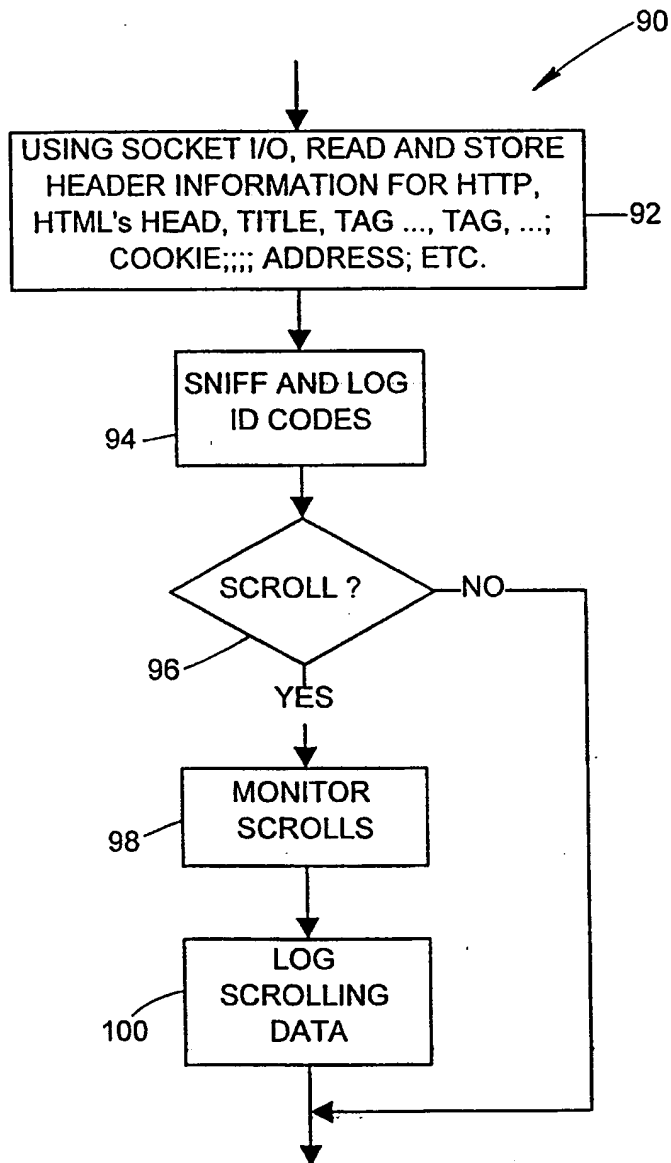 90
USING SOCKET I/O, READ AND STORE
HEADER INFORMATION FOR HTTP,
HTML's HEAD, TITLE, TAG ..., TAG, ...;
COOKIE;;;; ADDRESS; ETC.
92
SNIFF AND LOG
ID CODES
94
SCROLL ?
NO
96
YES
MONITOR
SCROLLS
98
LOG
SCROLLING
DATA
100